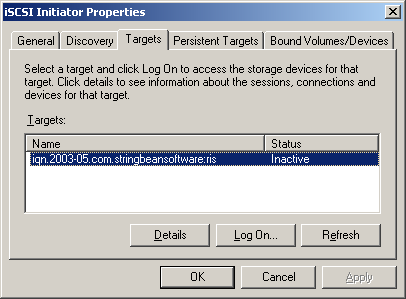 iSCSI Initiator Properties
General Discovery Targets Persistent Targets Bound Volumes/Devices
Select a target and click Log On to access the storage devices for that
target. Click details to see information about the sessions, connections and
devices for that target.
Targets:
Name Status
iqn.2003-05.com.stringbeansoftware:ris Inactive
Details Log On... Refresh
OK Cancel Apply